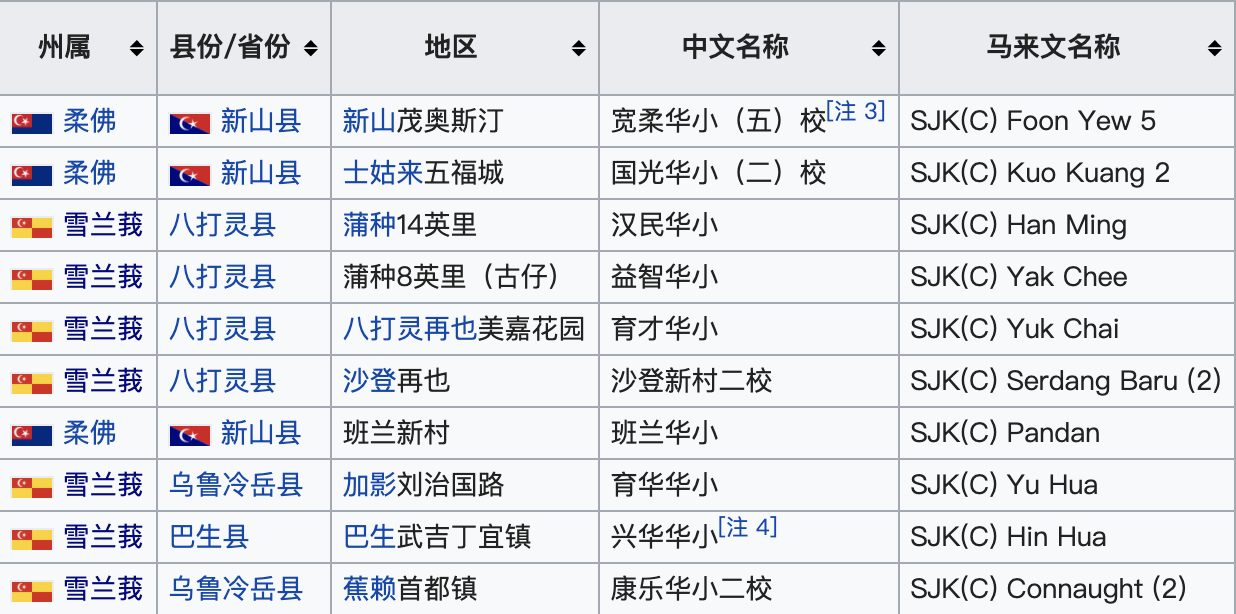 州属 县份/省份 地区 中文名称 马来文名称
柔佛 新山县 新山茂奥斯汀 宽柔华小（五）校[注 3] SJK(C) Foon Yew 5
柔佛 新山县 士姑来五福城 国光华小（二）校 SJK(C) Kuo Kuang 2
雪兰莪 八打灵县 蒲种14英里 汉民华小 SJK(C) Han Ming
雪兰莪 八打灵县 蒲种8英里（古仔） 益智华小 SJK(C) Yak Chee
雪兰莪 八打灵县 八打灵再也美嘉花园 育才华小 SJK(C) Yuk Chai
雪兰莪 八打灵县 沙登再也 沙登新村二校 SJK(C) Serdang Baru (2)
柔佛 新山县 班兰新村 班兰华小 SJK(C) Pandan
雪兰莪 乌鲁冷岳县 加影刘治国路 育华华小 SJK(C) Yu Hua
雪兰莪 巴生县 巴生武吉丁宜镇 兴华华小[注 4] SJK(C) Hin Hua
雪兰莪 乌鲁冷岳县 蕉赖首都镇 康乐华小二校 SJK(C) Connaught (2)